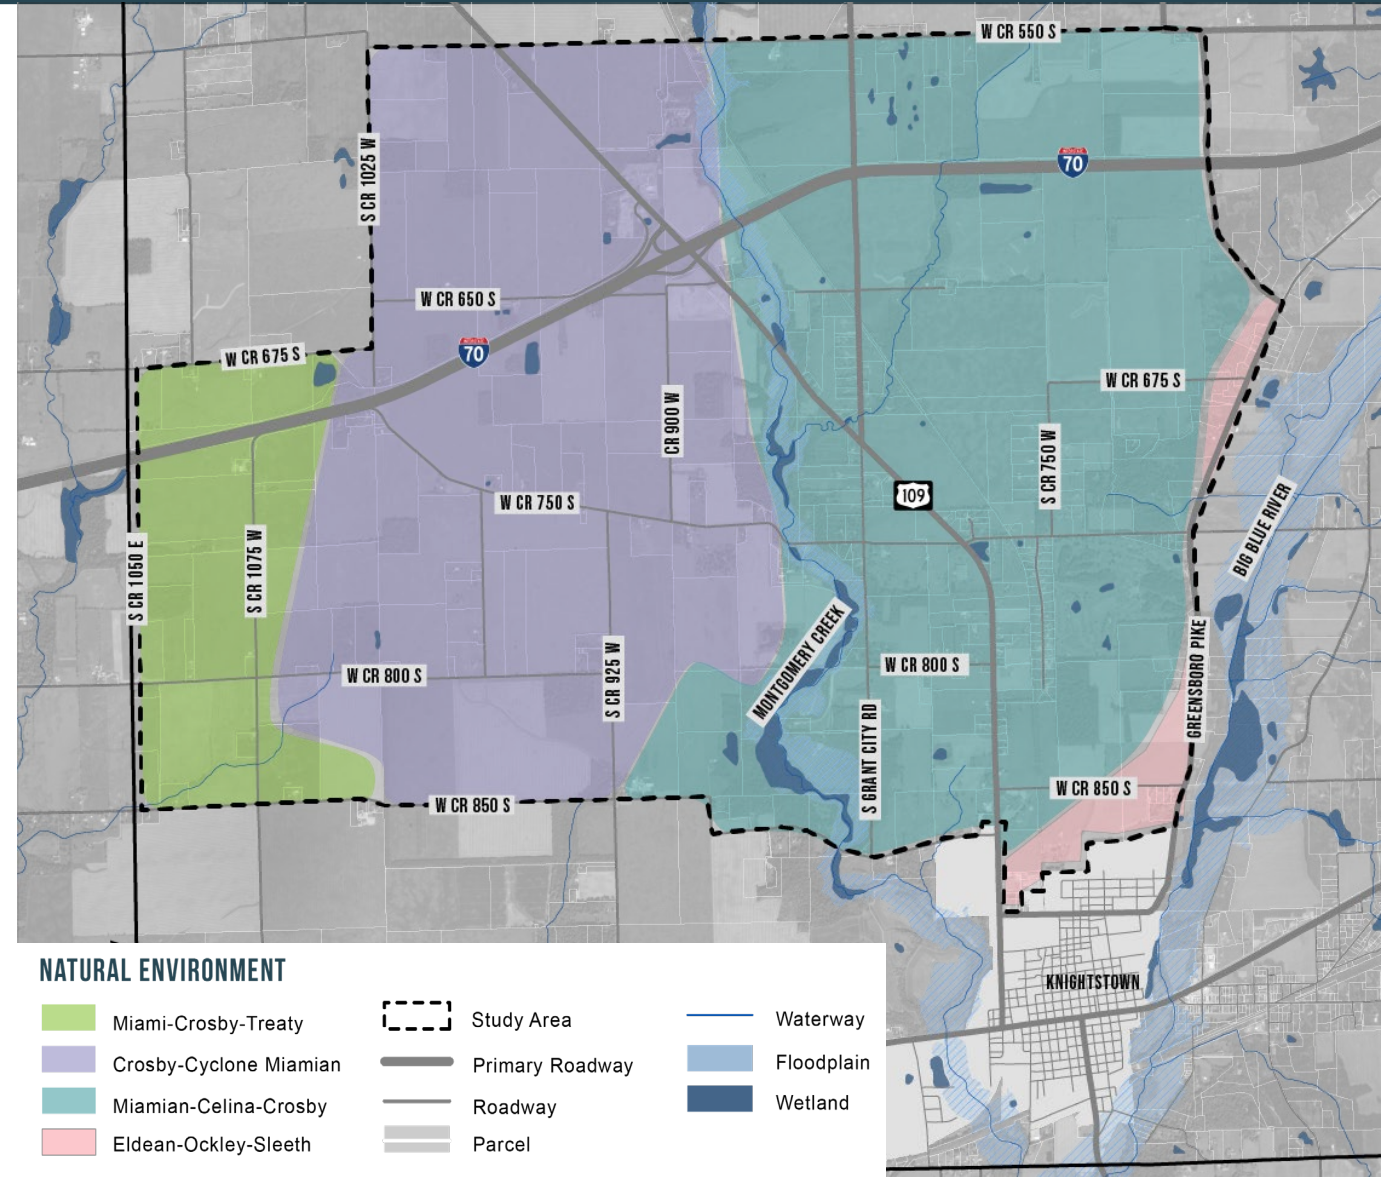 W CR 550 S
S CR 1025 W
INTERSTATE
70
W CR 650 S
W CR 675 S
INTERSTATE
70
W CR 675 S
CR 900 W
S CR 750 W
W CR 750 S
109
BIG BLUE RIVER
S CR 1050 E
S CR 1075 W
MONTGOMERY CREEK
W CR 800 S
W CR 800 S
S CR 925 W
GREENSBORO PIKE
S GRANT CITY RD
W CR 850 S
W CR 850 S
KNIGHTSTOWN
NATURAL ENVIRONMENT
Miami-Crosby-Treaty
Crosby-Cyclone Miamian
Miamian-Celina-Crosby
Eldean-Ockley-Sleeth
Study Area
Primary Roadway
Roadway
Parcel
Waterway
Floodplain
Wetland